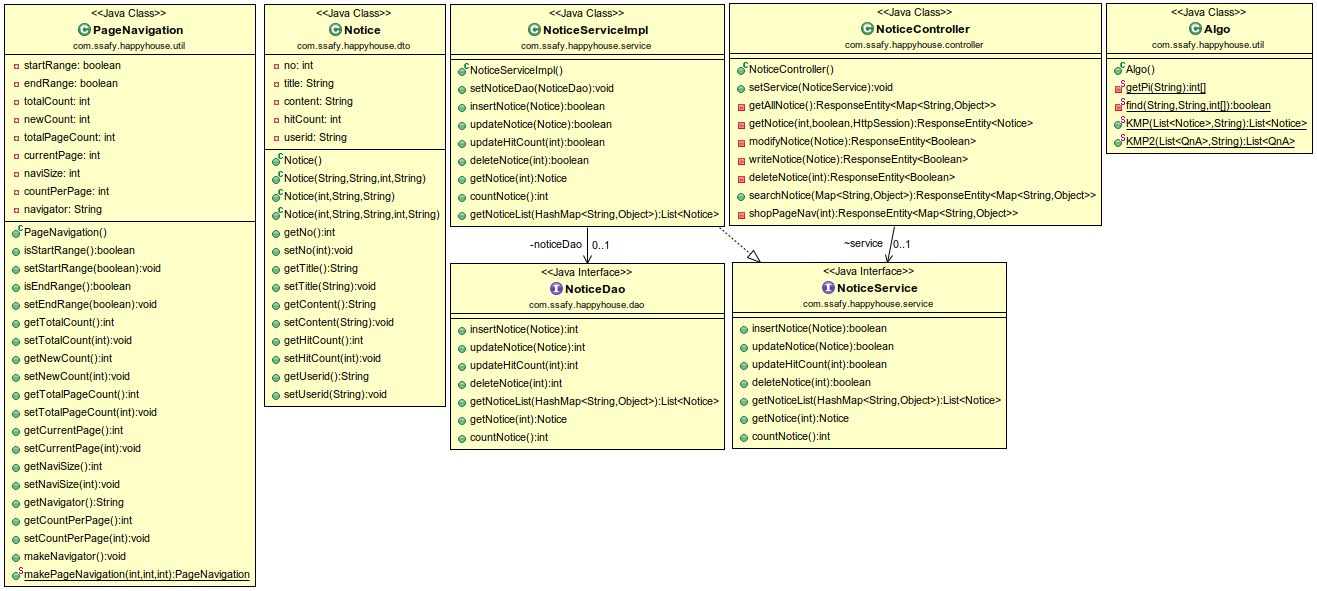 <<Java Class>>
PageNavigation
com.ssafy.happyhouse.util
startRange: boolean
endRange: boolean
totalCount: int
newCount: int
totalPageCount: int
currentPage: int
naviSize: int
countPerPage: int
navigator: String
PageNavigation()
isStartRange():boolean
setStartRange(boolean):void
isEndRange():boolean
setEndRange(boolean):void
getTotalCount():int
setTotalCount(int):void
getNewCount():int
setNewCount(int):void
getTotalPageCount():int
setTotalPageCount(int):void
getCurrentPage():int
setCurrentPage(int):void
getNaviSize():int
setNaviSize(int):void
getNavigator():String
getCountPerPage():int
setCountPerPage(int):void
makeNavigator():void
makePageNavigation(int,int,int):PageNavigation
<<Java Class>>
Notice
com.ssafy.happyhouse.dto
no: int
title: String
content: String
hitCount: int
userid: String
Notice()
Notice(String,String,int,String)
Notice(int,String,String)
Notice(int,String,String,int,String)
getNo():int
setNo(int):void
getTitle():String
setTitle(String):void
getContent():String
setContent(String):void
getHitCount():int
setHitCount(int):void
getUserid():String
setUserid(String):void
<<Java Class>>
NoticeServiceImpl
com.ssafy.happyhouse.service
NoticeServiceImpl()
setNoticeDao(NoticeDao):void
insertNotice(Notice):boolean
updateNotice(Notice):boolean
updateHitCount(int):boolean
deleteNotice(int):boolean
getNotice(int):Notice
countNotice():int
getNoticeList(HashMap<String,Object>):List<Notice>
-noticeDao 0..1
<<Java Interface>>
NoticeDao
com.ssafy.happyhouse.dao
insertNotice(Notice):int
updateNotice(Notice):int
updateHitCount(int):int
deleteNotice(int):int
getNoticeList(HashMap<String,Object>):List<Notice>
getNotice(int):Notice
countNotice():int
<<Java Class>>
NoticeController
com.ssafy.happyhouse.controller
NoticeController()
setService(NoticeService):void
getAllNotice():ResponseEntity<Map<String,Object>>
getNotice(int,boolean,HttpSession):ResponseEntity<Notice>
modifyNotice(Notice):ResponseEntity<Boolean>
writeNotice(Notice):ResponseEntity<Boolean>
deleteNotice(int):ResponseEntity<Boolean>
searchNotice(Map<String,Object>):ResponseEntity<Map<String,Object>>
shopPageNav(int):ResponseEntity<Map<String,Object>>
~service 0..1
<<Java Interface>>
NoticeService
com.ssafy.happyhouse.service
insertNotice(Notice):boolean
updateNotice(Notice):boolean
updateHitCount(int):boolean
deleteNotice(int):boolean
getNoticeList(HashMap<String,Object>):List<Notice>
getNotice(int):Notice
countNotice():int
<<Java Class>>
Algo
com.ssafy.happyhouse.util
Algo()
getPi(String):int[]
find(String,String,int[]):boolean
KMP(List<Notice>,String):List<Notice>
KMP2(List<QnA>,String):List<QnA>